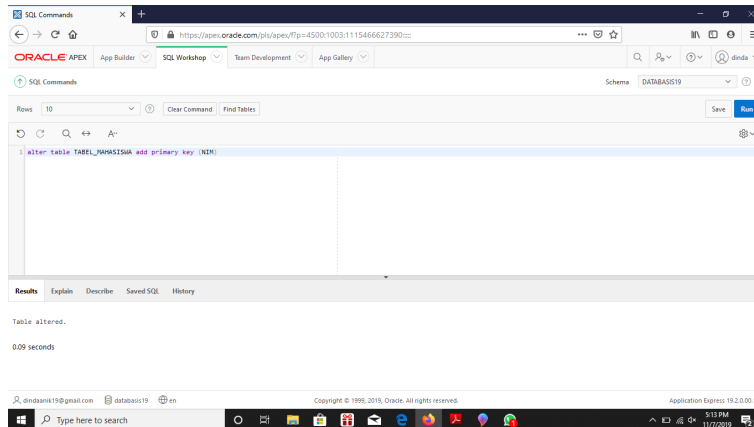 SQL Commands
https://apex.oracle.com/pls/apex/f?p=4500:1003:1115466627390::::
ORACLE APEX App Builder SQL Workshop Team Development App Gallery dinda
SQL Commands Schema DATABASIS19
Rows 10 Clear Command Find Tables Save Run
1 alter table TABEL_MAHASISWA add primary key (NIM)
Results Explain Describe Saved SQL History
Table altered.
0.09 seconds
dindaanik19@gmail.com databasis19 en Copyright © 1999, 2019, Oracle. All rights reserved. Application Express 19.2.0.00.
Type here to search 5:13 PM
11/7/2019